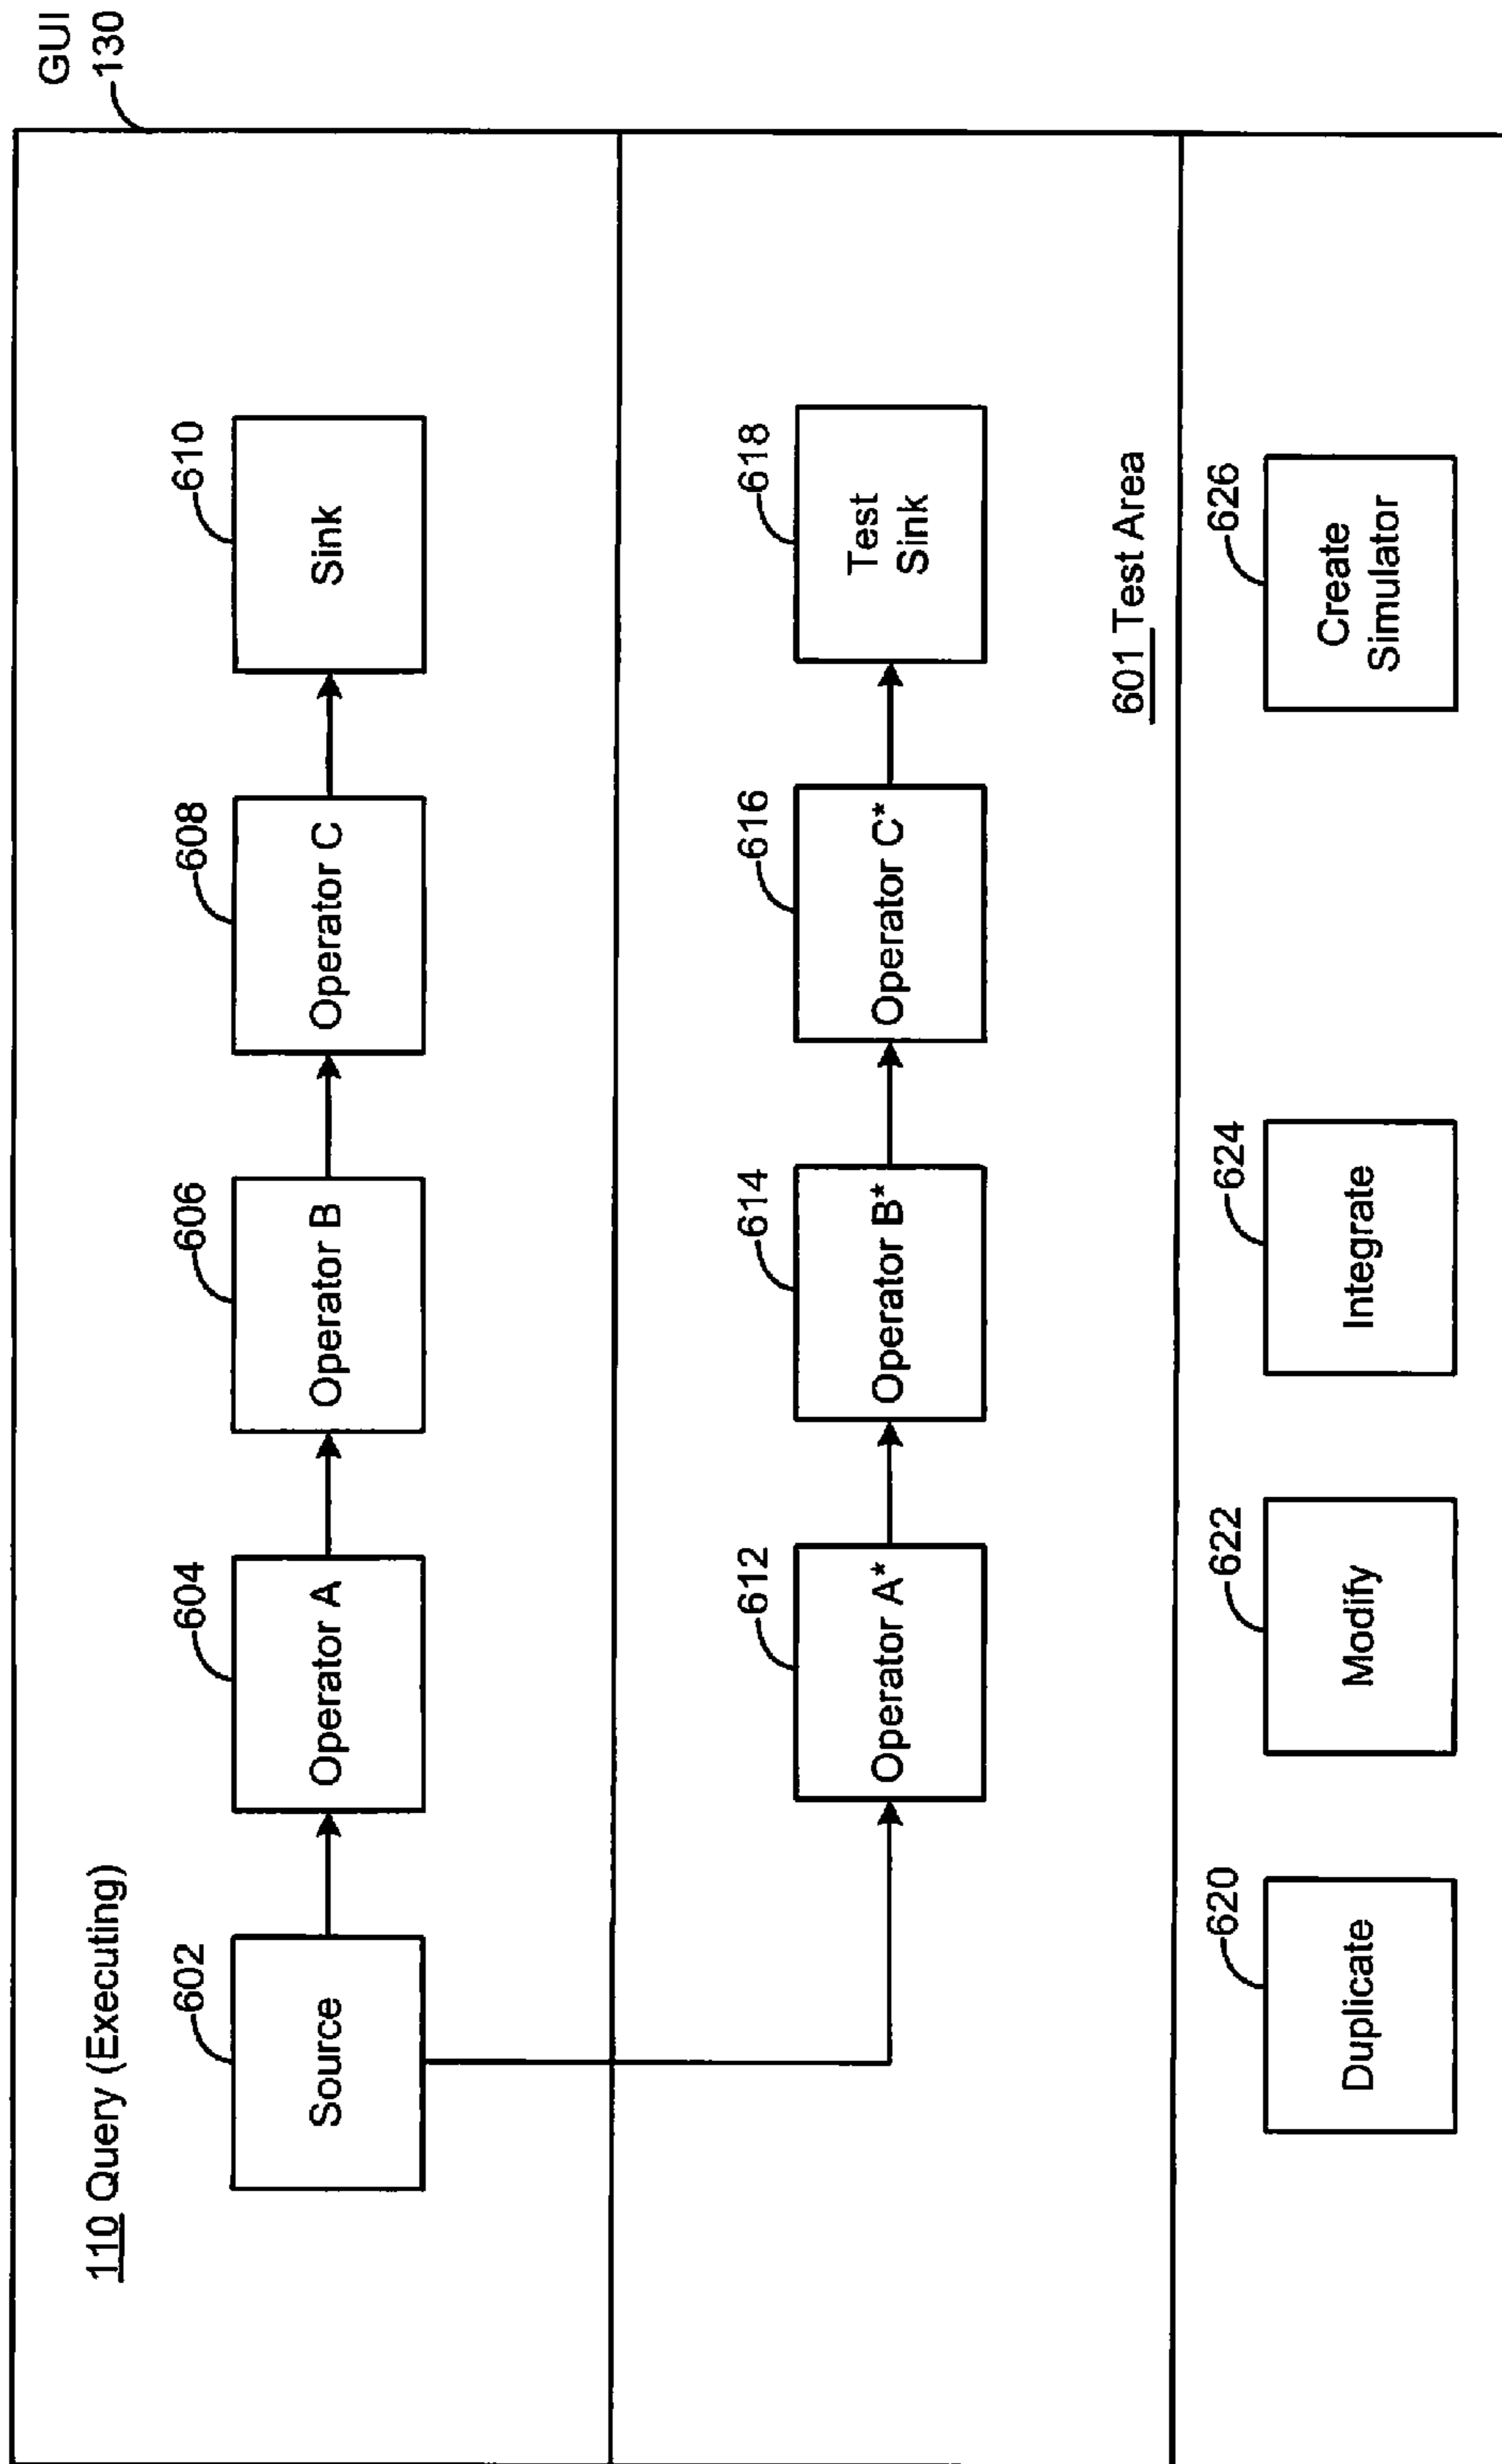 GUI
130
110 Query (Executing)
602
604
606
608
610
Source
Operator A
Operator B
Operator C
Sink
612
614
616
618
Operator A*
Operator B*
Operator C*
Test
Sink
601 Test Area
620
622
624
626
Duplicate
Modify
Integrate
Create
Simulator